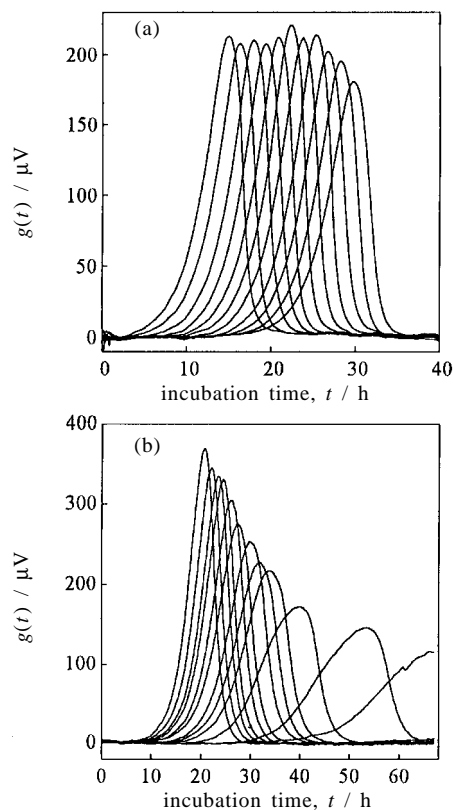 (a)
200
150
100
50
0
g(t) / μV
0 10 20 30 40
incubation time, t / h
(b)
400
300
200
100
0
g(t) / μV
0 10 20 30 40 50 60
incubation time, t / h